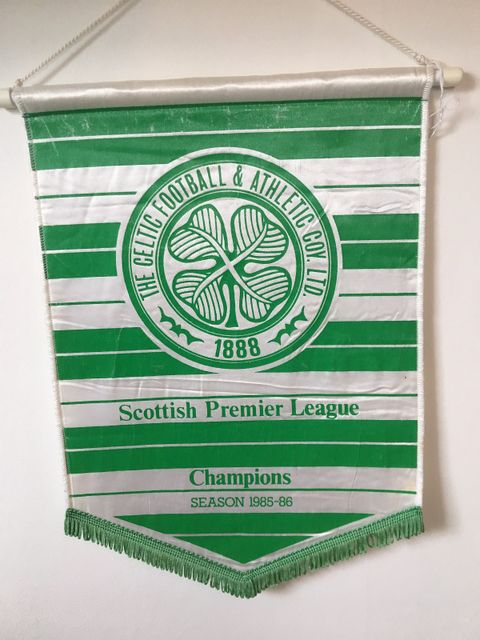 THE CELTIC FOOTBALL & ATHLETIC COY. LTD.
1888
Scottish Premier League
Champions
SEASON 1985-86